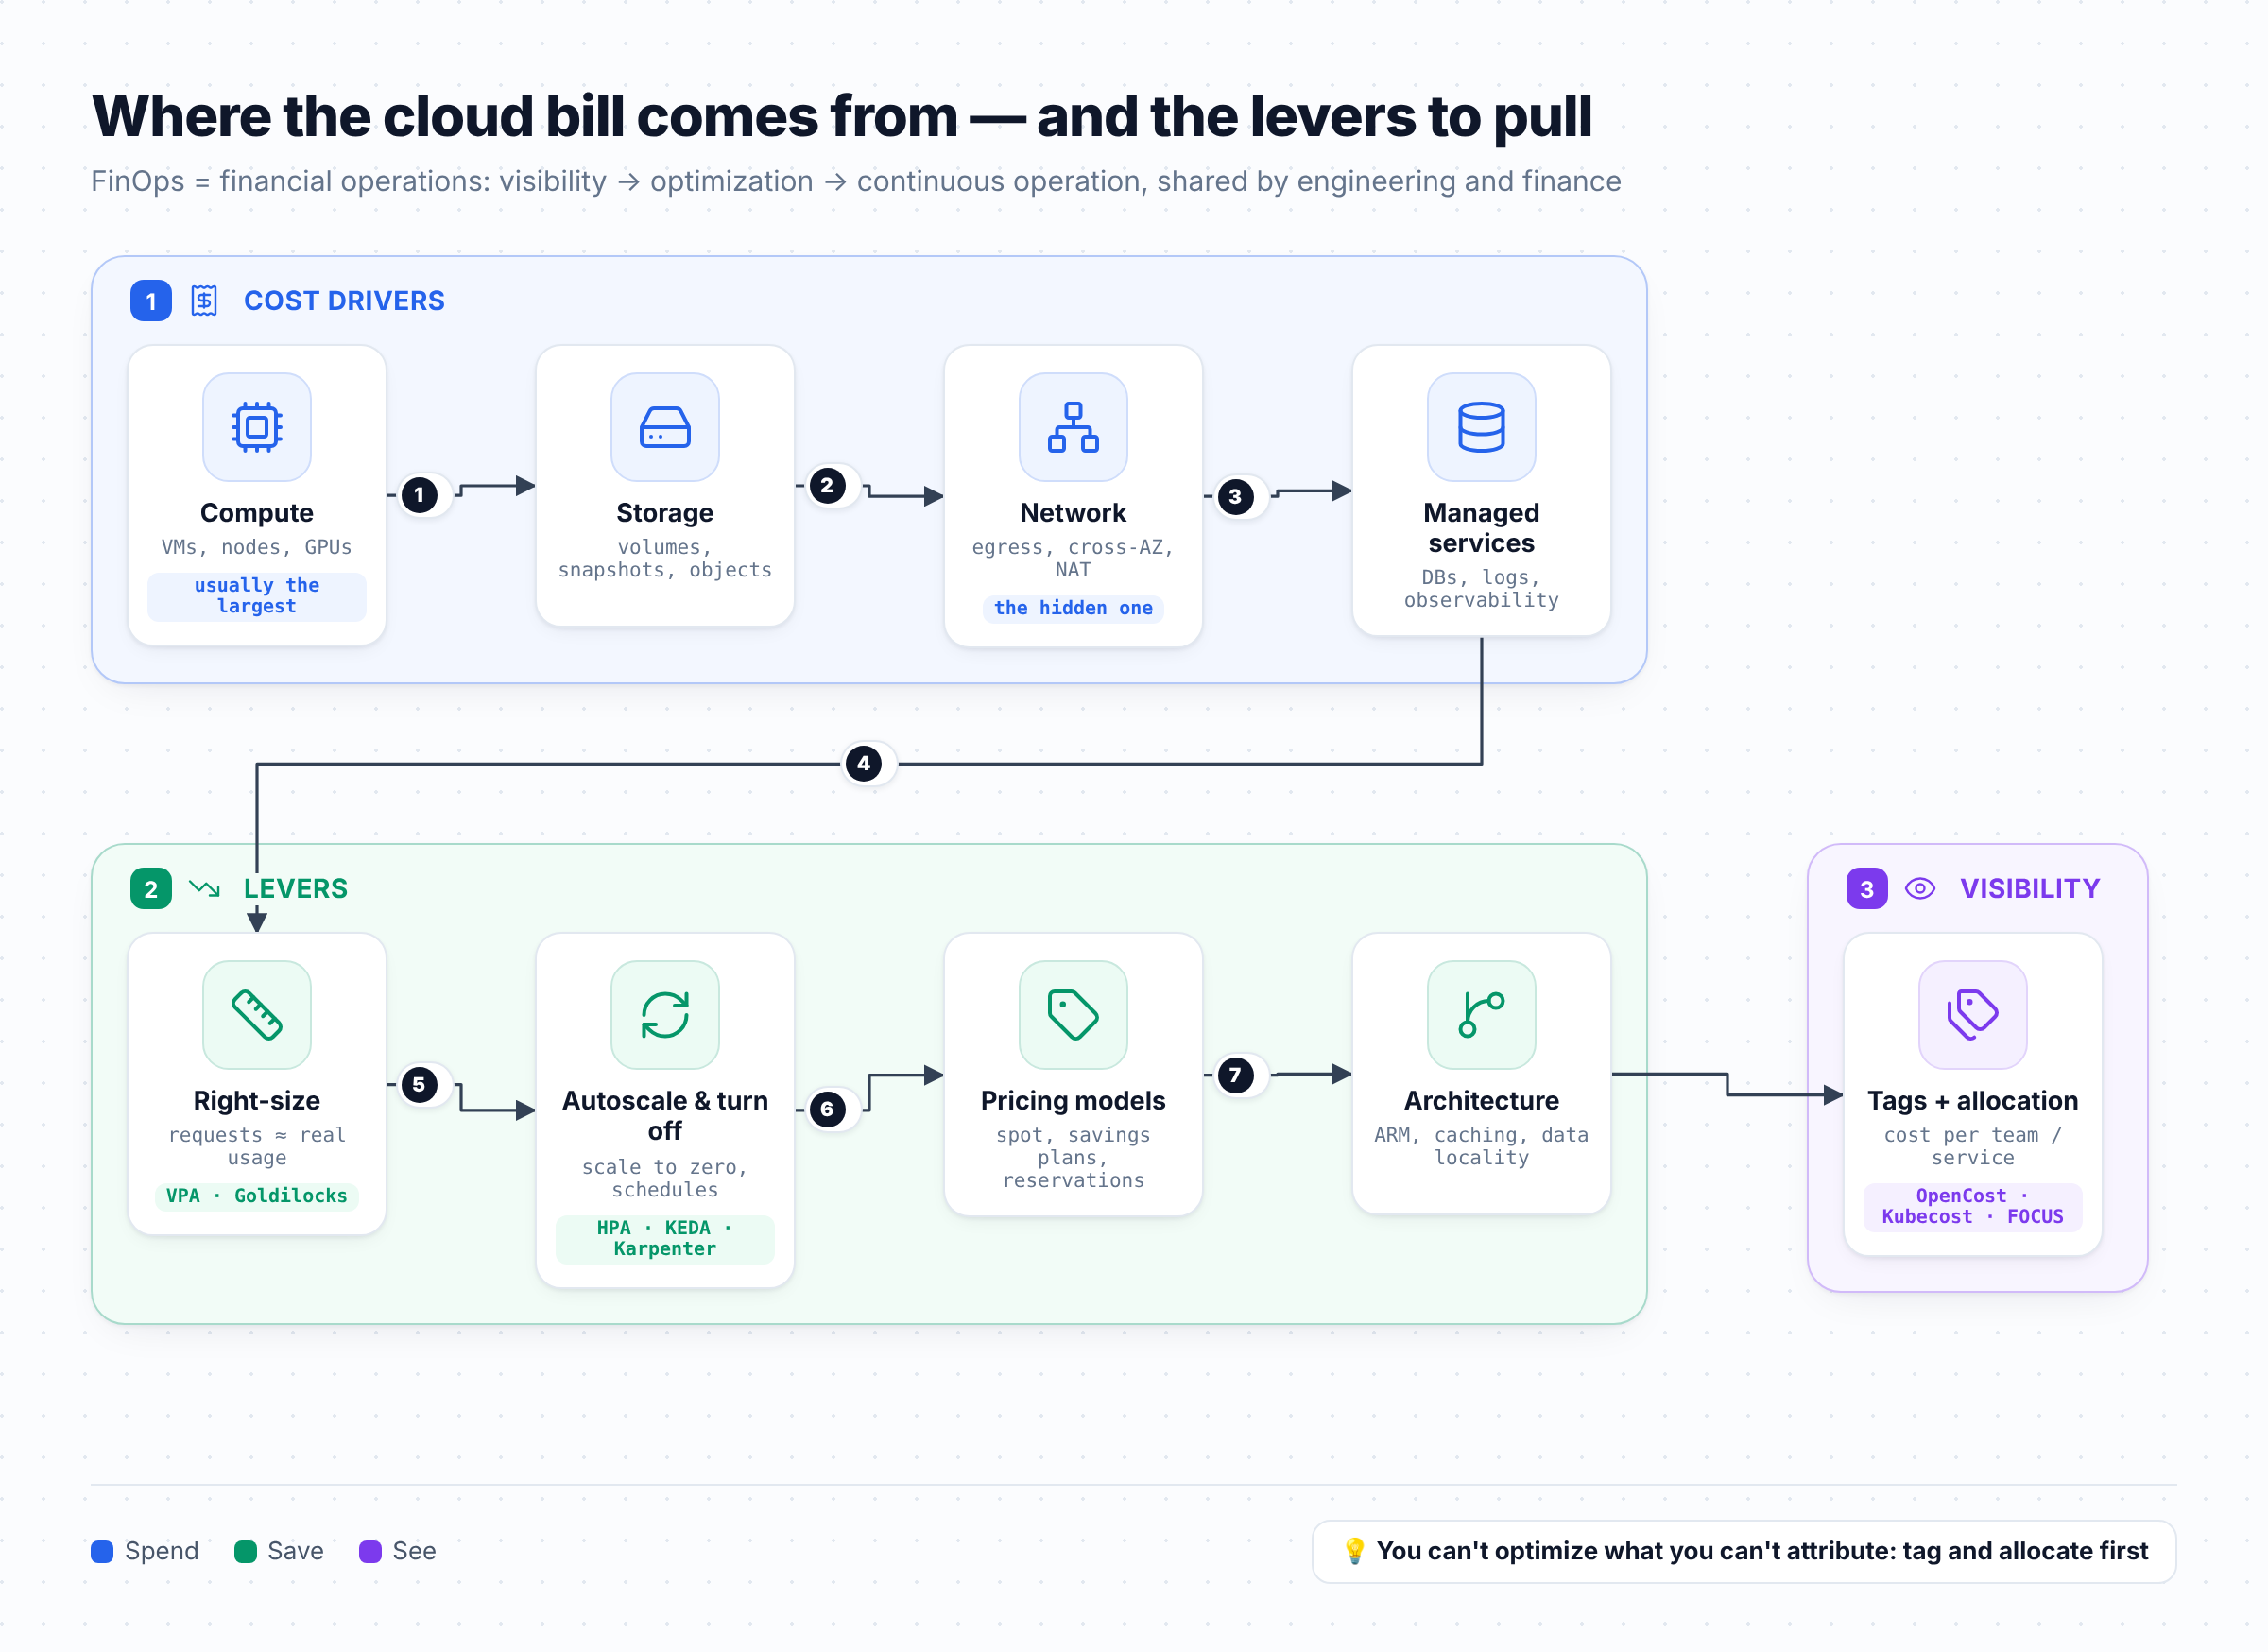 Where the cloud bill comes from — and the levers to pull
FinOps = financial operations: visibility → optimization → continuous operation, shared by engineering and finance
1 COST DRIVERS
Compute
VMs, nodes, GPUs
usually the
largest
1
Storage
volumes,
snapshots, objects
2
Network
egress, cross-AZ,
NAT
the hidden one
3
Managed
services
DBs, logs,
observability
4
2 LEVERS
Right-size
requests ≈ real
usage
VPA · Goldilocks
5
Autoscale & turn
off
scale to zero,
schedules
HPA · KEDA ·
Karpenter
6
Pricing models
spot, savings
plans,
reservations
7
Architecture
ARM, caching, data
locality
3 VISIBILITY
Tags + allocation
cost per team /
service
OpenCost ·
Kubecost · FOCUS
Spend
Save
See
💡 You can't optimize what you can't attribute: tag and allocate first